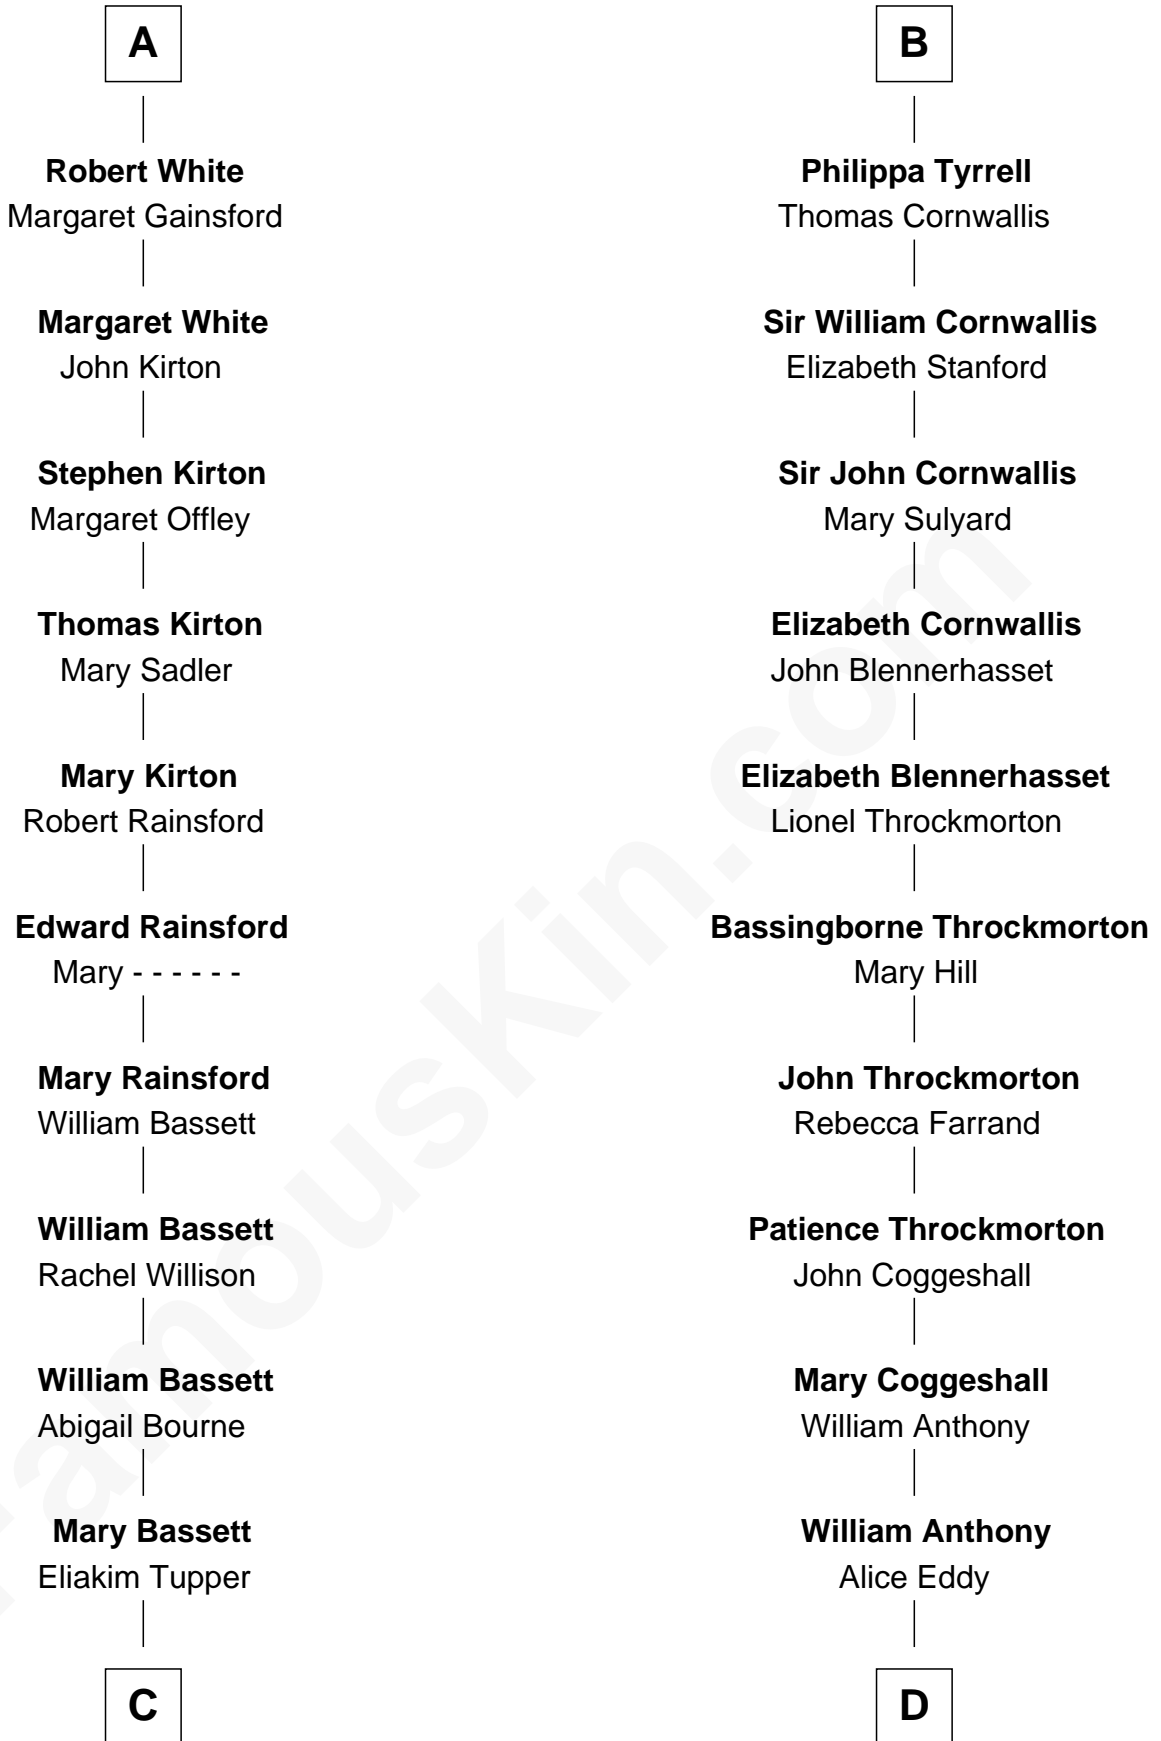 A
Robert White
Margaret Gainsford
Margaret White
John Kirton
Stephen Kirton
Margaret Offley
Thomas Kirton
Mary Sadler
Mary Kirton
Robert Rainsford
Edward Rainsford
Mary - - - - - -
Mary Rainsford
William Bassett
William Bassett
Rachel Willison
William Bassett
Abigail Bourne
Mary Bassett
Eliakim Tupper
C
B
Philippa Tyrrell
Thomas Cornwallis
Sir William Cornwallis
Elizabeth Stanford
Sir John Cornwallis
Mary Sulyard
Elizabeth Cornwallis
John Blennerhasset
Elizabeth Blennerhasset
Lionel Throckmorton
Bassingborne Throckmorton
Mary Hill
John Throckmorton
Rebecca Farrand
Patience Throckmorton
John Coggeshall
Mary Coggeshall
William Anthony
William Anthony
Alice Eddy
D
FamousKin.com